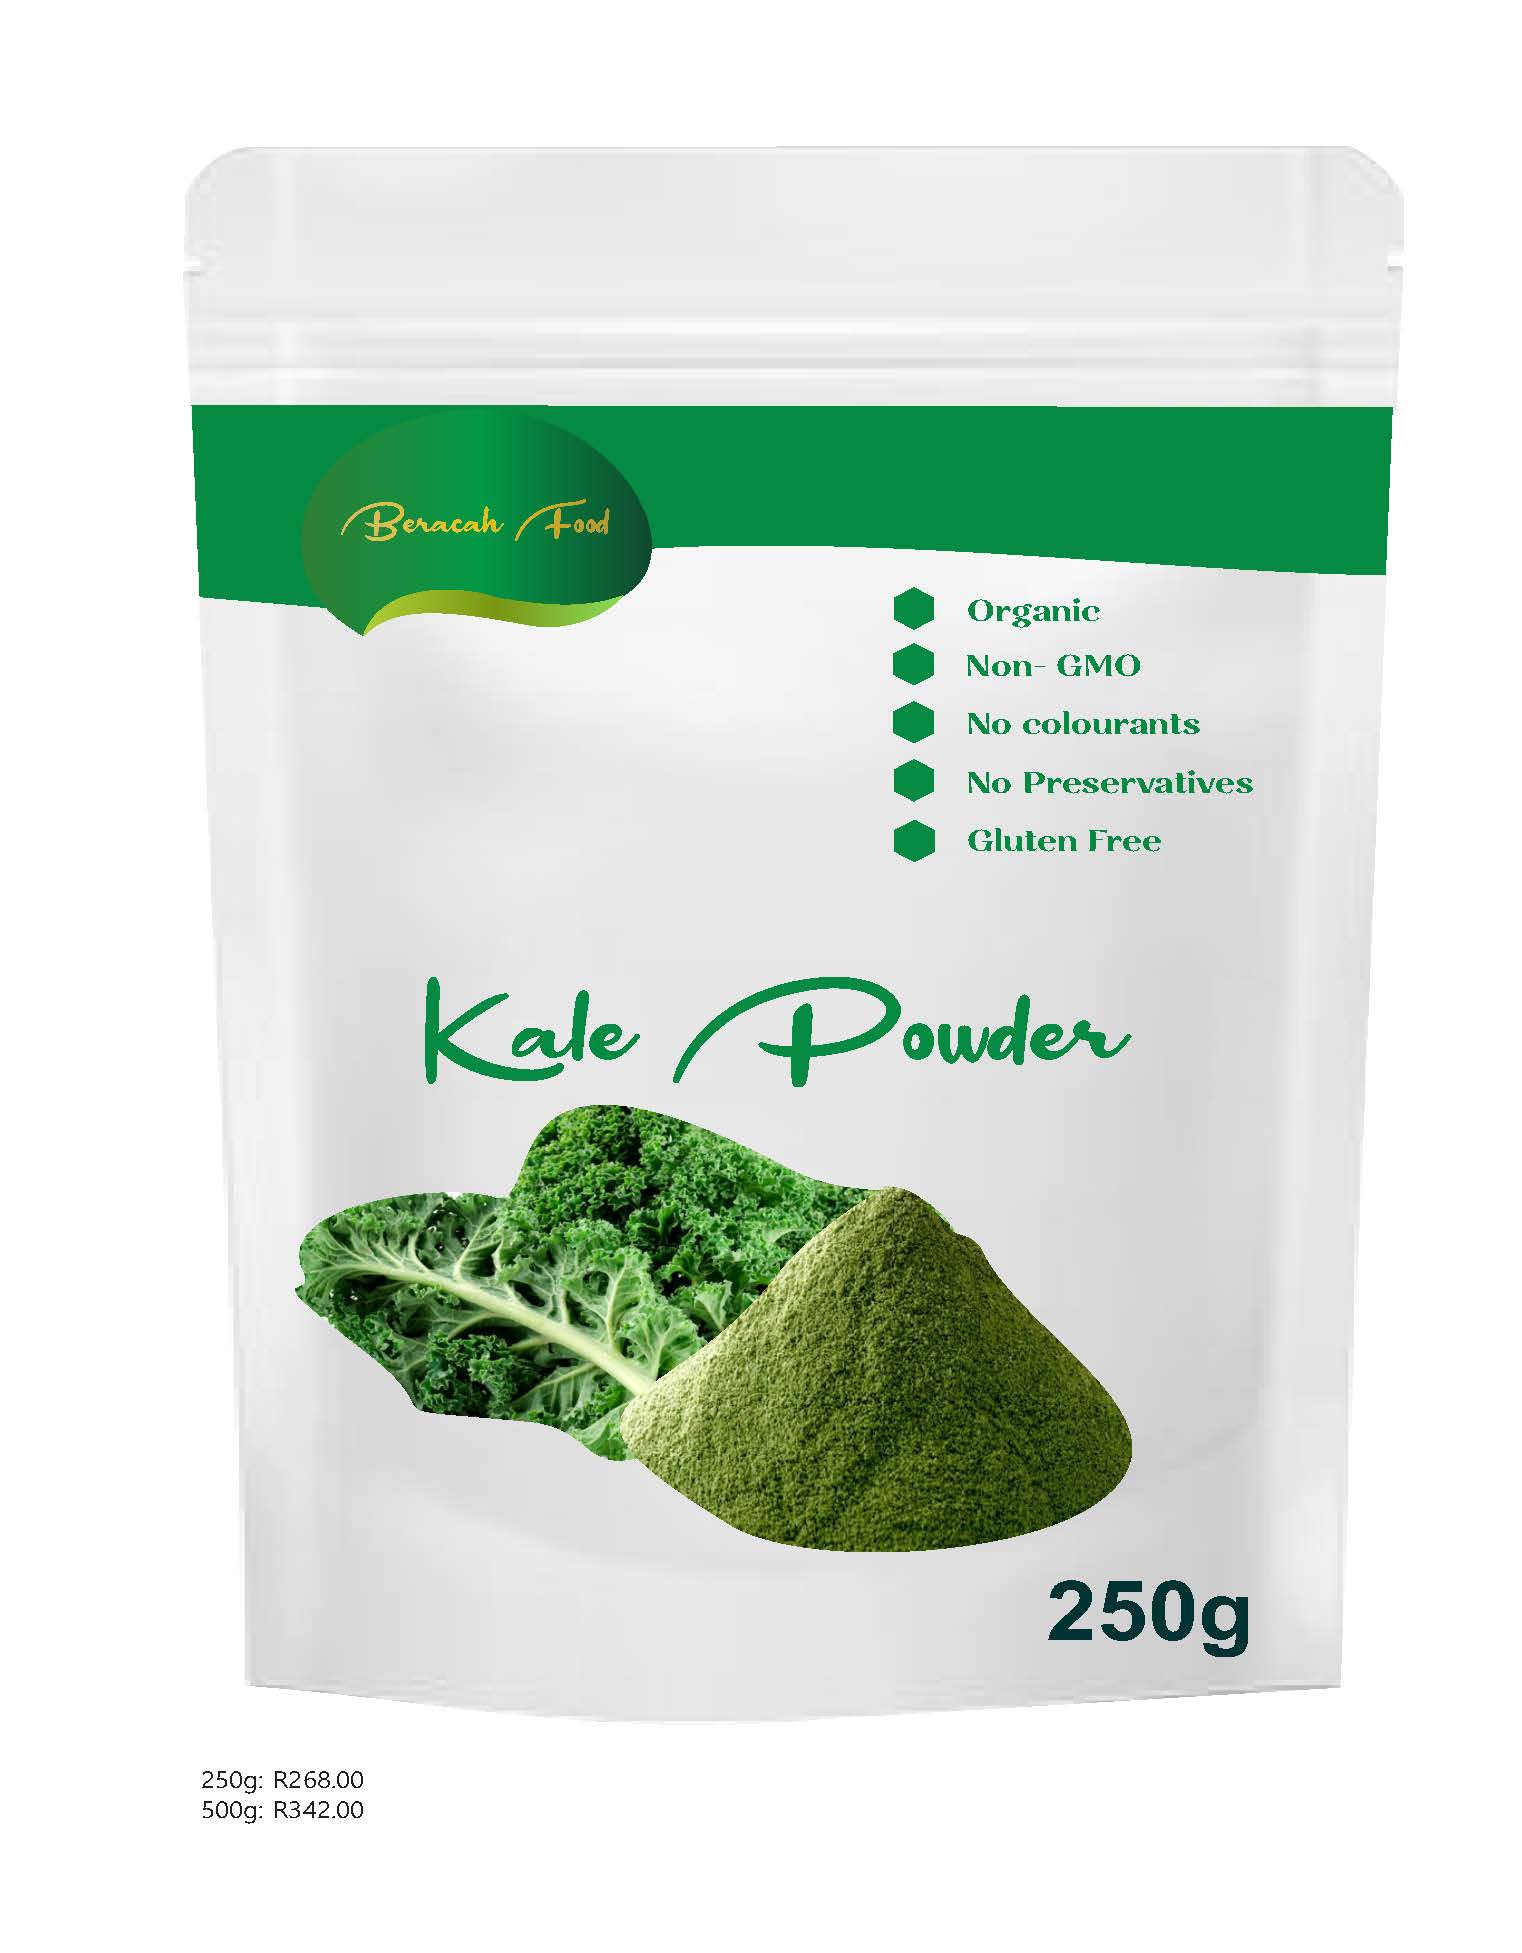 Beracah Food
Organic
Non- GMO
No colourants
No Preservatives
Gluten Free
Kale Powder
250g
250g: R268.00
500g: R342.00